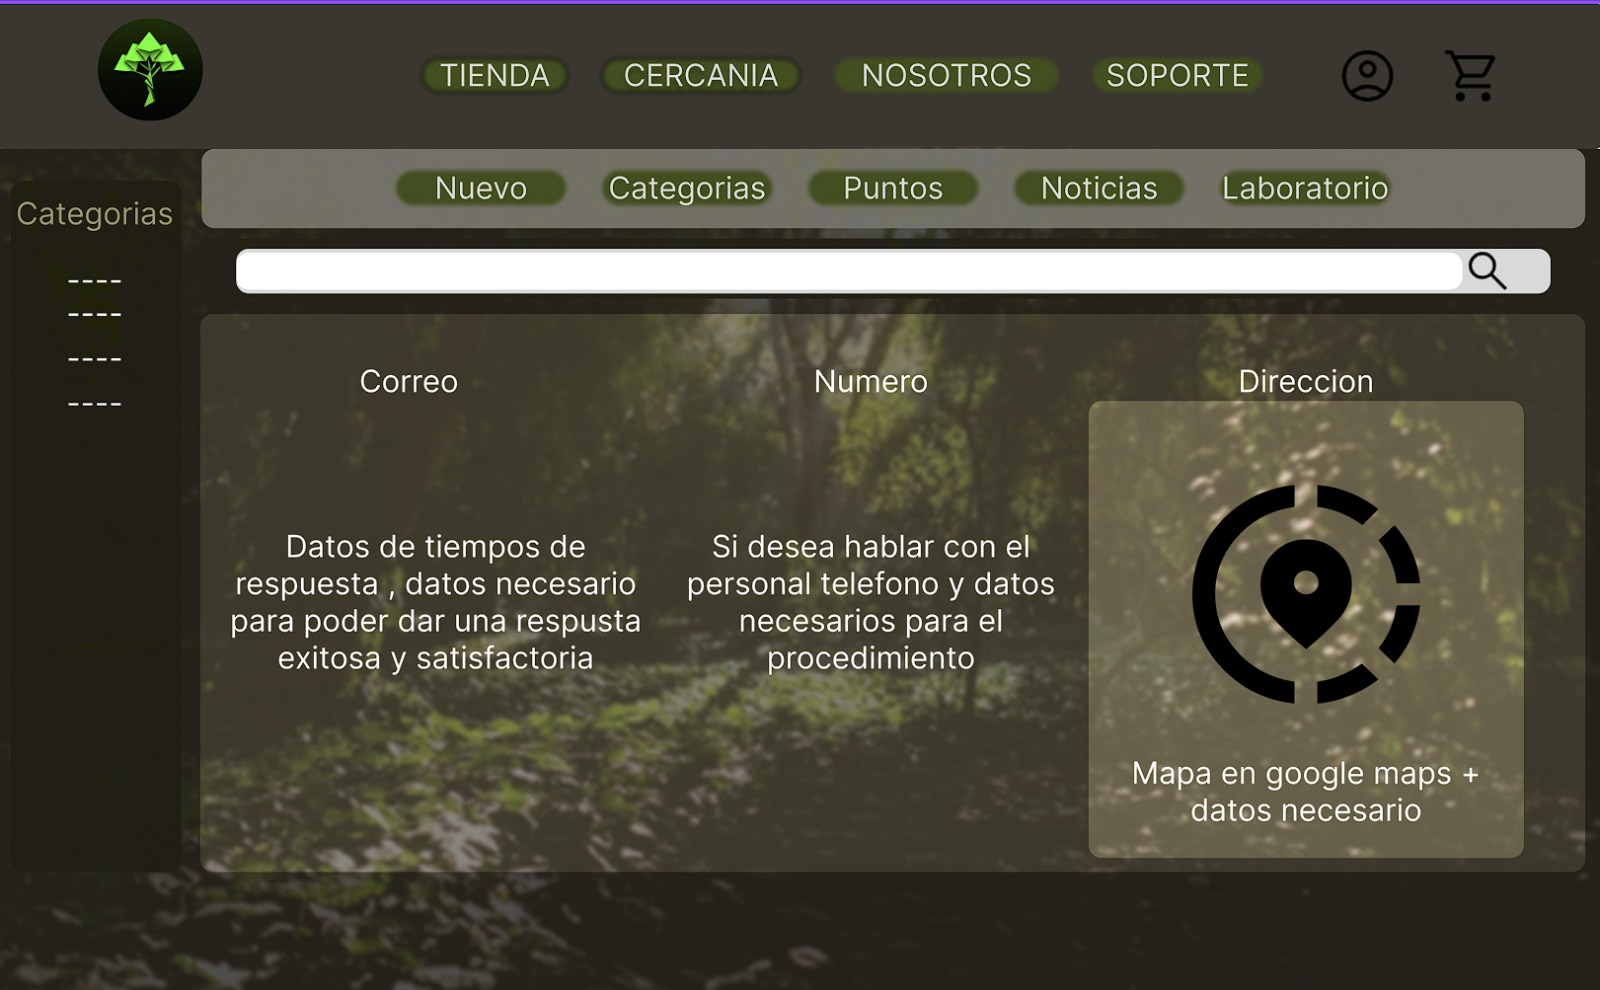 TIENDA
CERCANIA
NOSOTROS
SOPORTE
Nuevo
Categorias
Puntos
Noticias
Laboratorio
Categorias
----
----
----
----
Correo
Datos de tiempos de
respuesta , datos necesario
para poder dar una respusta
exitosa y satisfactoria
Numero
Si desea hablar con el
personal telefono y datos
necesarios para el
procedimiento
Direccion
Mapa en google maps +
datos necesario